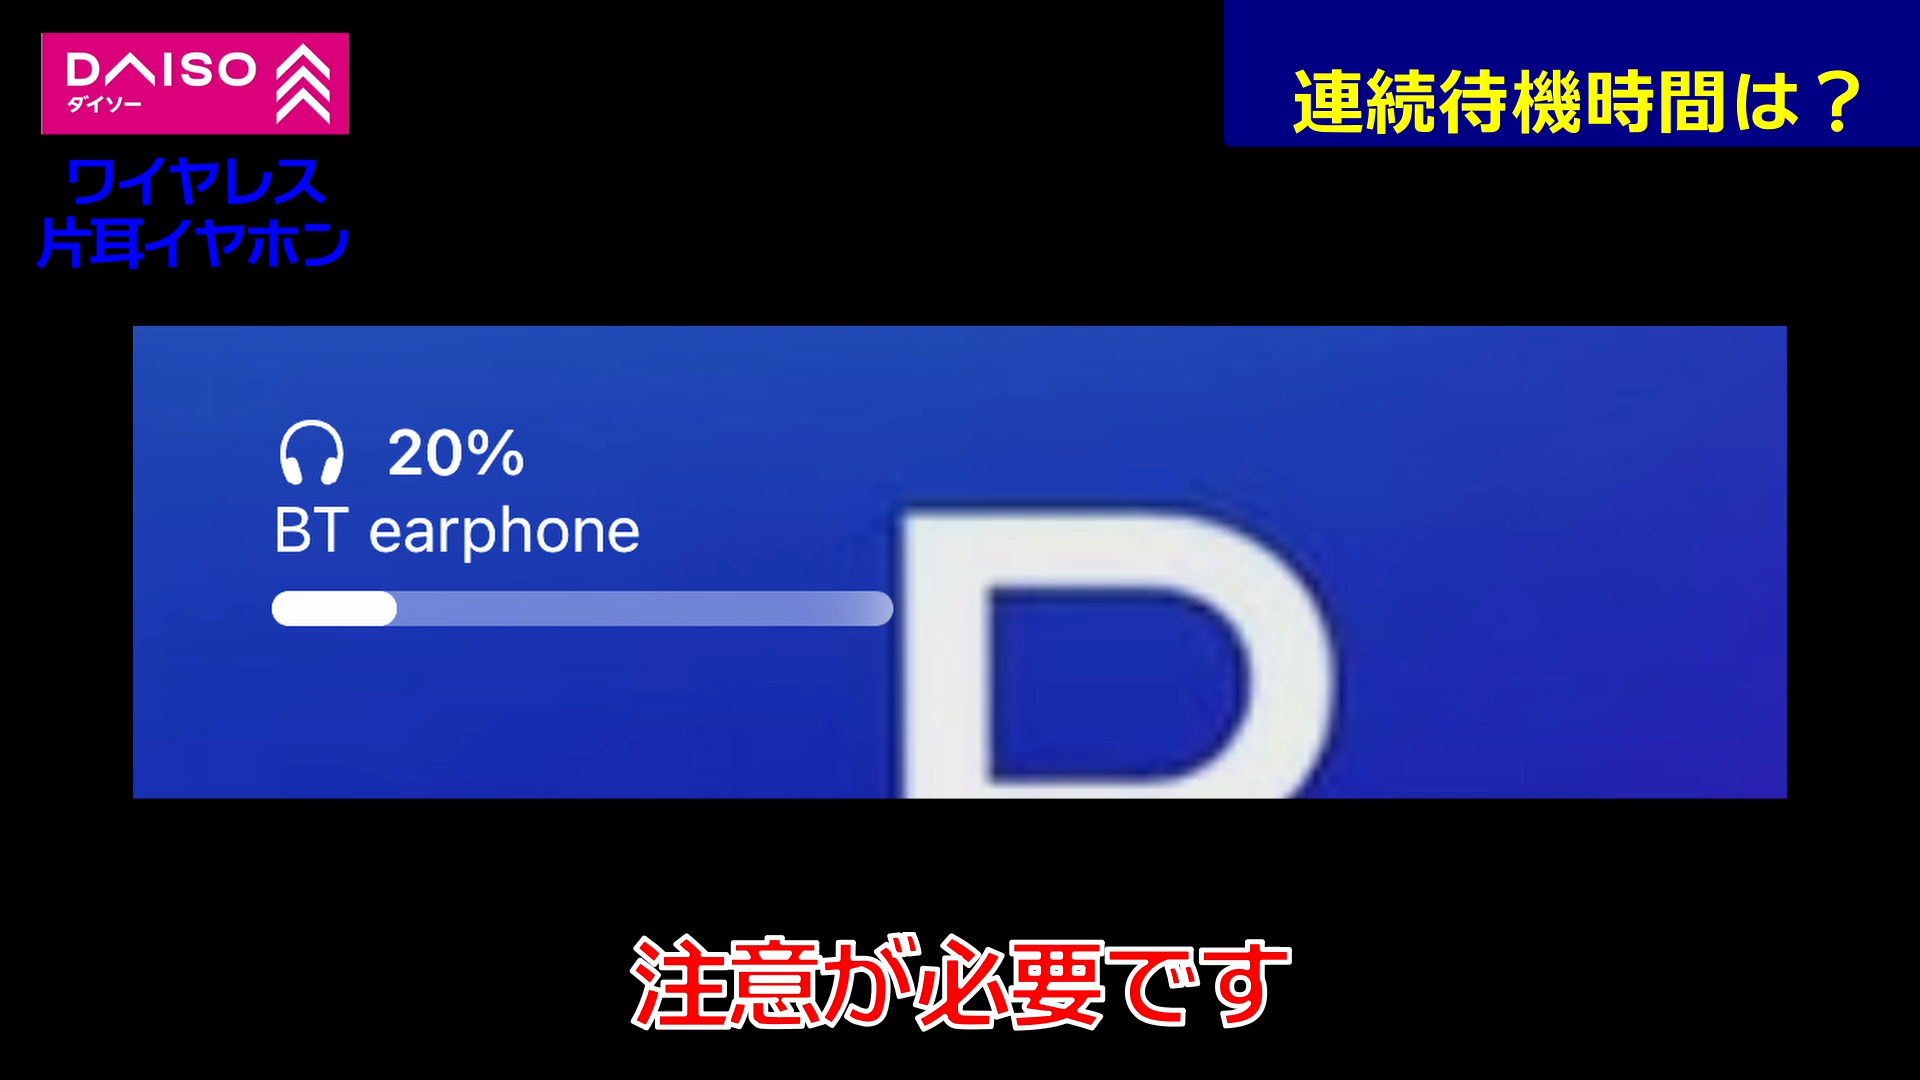 DAISO
ダイソー
ワイヤレス
片耳イヤホン
連続待機時間は？
20%
BT earphone
注意が必要です